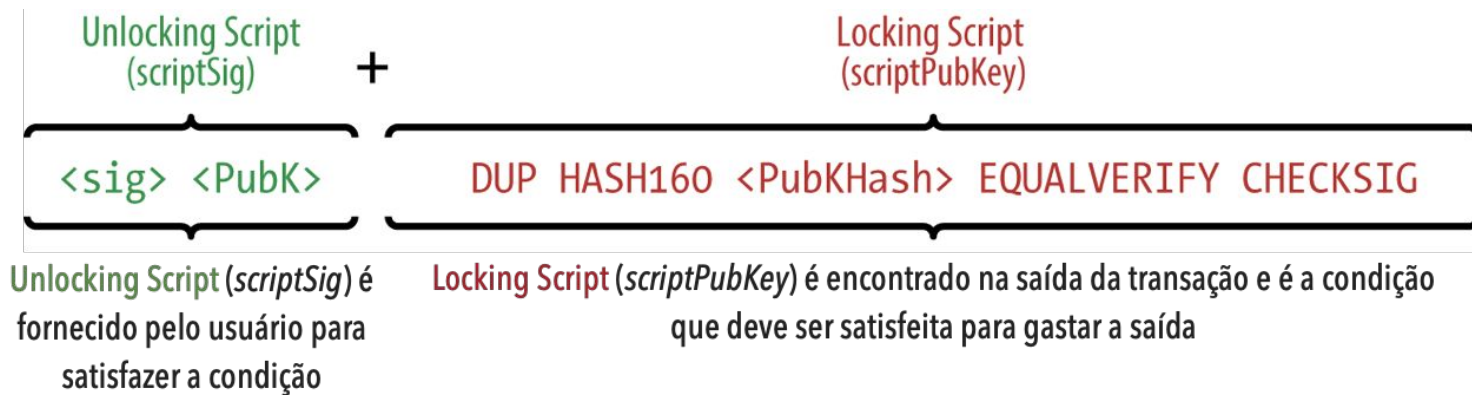 Unlocking Script
(scriptSig)
+
Locking Script
(scriptPubKey)
<sig> <PubK>
DUP HASH160 <PubKHash> EQUALVERIFY CHECKSIG
Unlocking Script (scriptSig) é
fornecido pelo usuário para
satisfazer a condição
Locking Script (scriptPubKey) é encontrado na saída da transação e é a condição
que deve ser satisfeita para gastar a saída